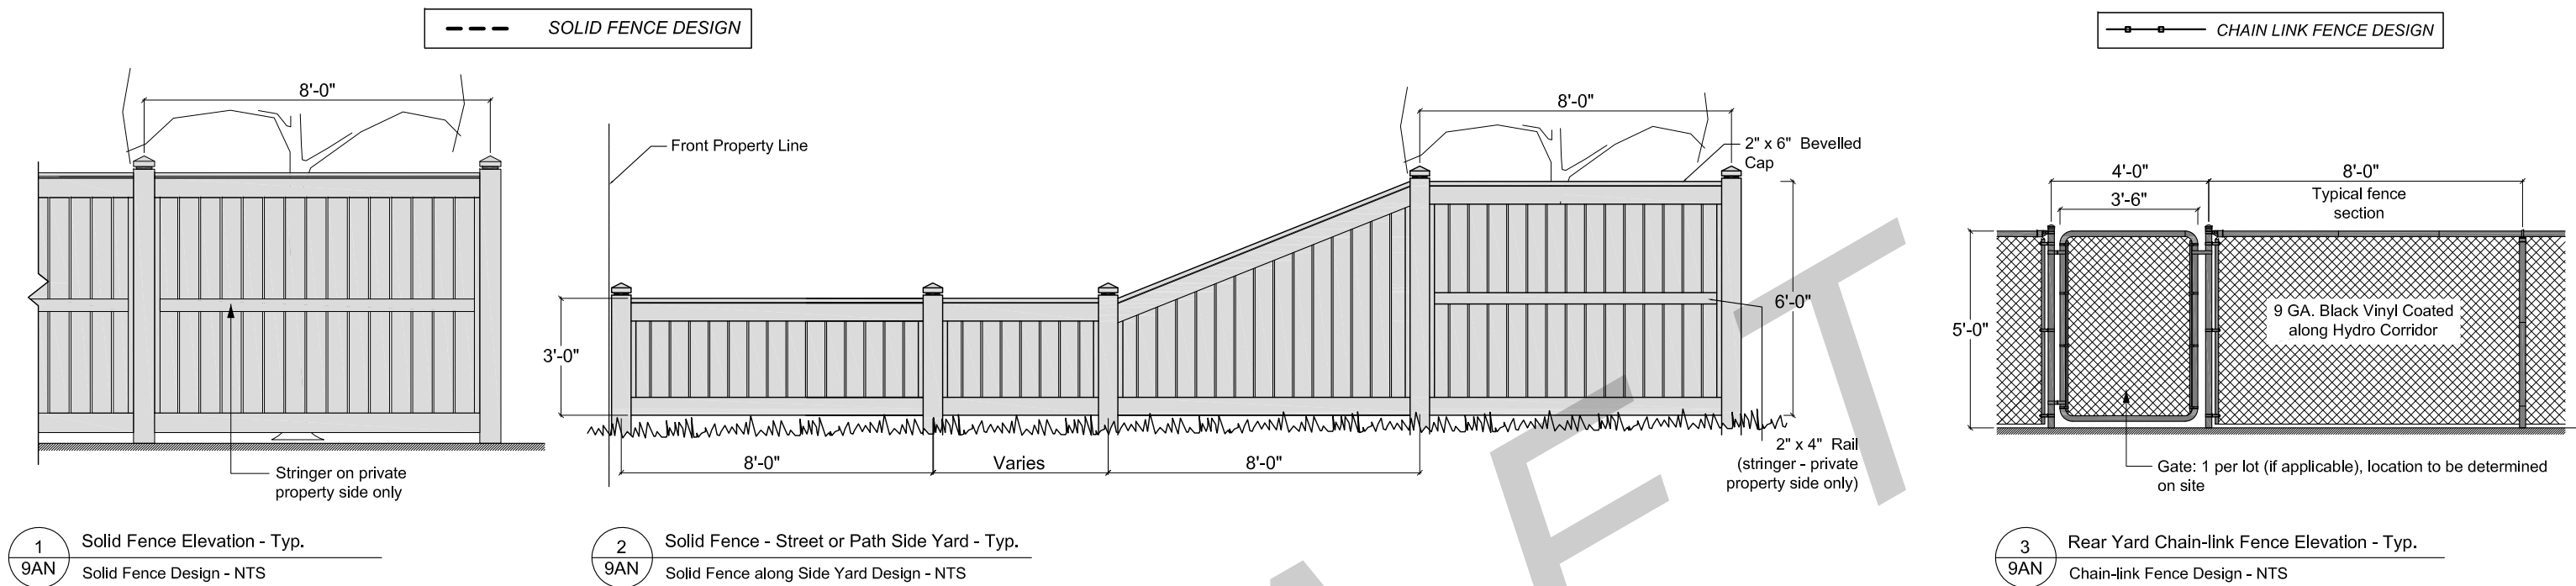 SOLID FENCE DESIGN
CHAIN LINK FENCE DESIGN
8'-0"
Stringer on private
property side only
1
9AN
Solid Fence Elevation - Typ.
Solid Fence Design - NTS
Front Property Line
8'-0"
2" x 6" Bevelled
Cap
3'-0"
6'-0"
8'-0"
Varies
8'-0"
2" x 4" Rail
(stringer - private
property side only)
2
9AN
Solid Fence - Street or Path Side Yard - Typ.
Solid Fence along Side Yard Design - NTS
4'-0"
8'-0"
3'-6"
Typical fence
section
5'-0"
9 GA. Black Vinyl Coated
along Hydro Corridor
Gate: 1 per lot (if applicable), location to be determined
on site
3
9AN
Rear Yard Chain-link Fence Elevation - Typ.
Chain-link Fence Design - NTS